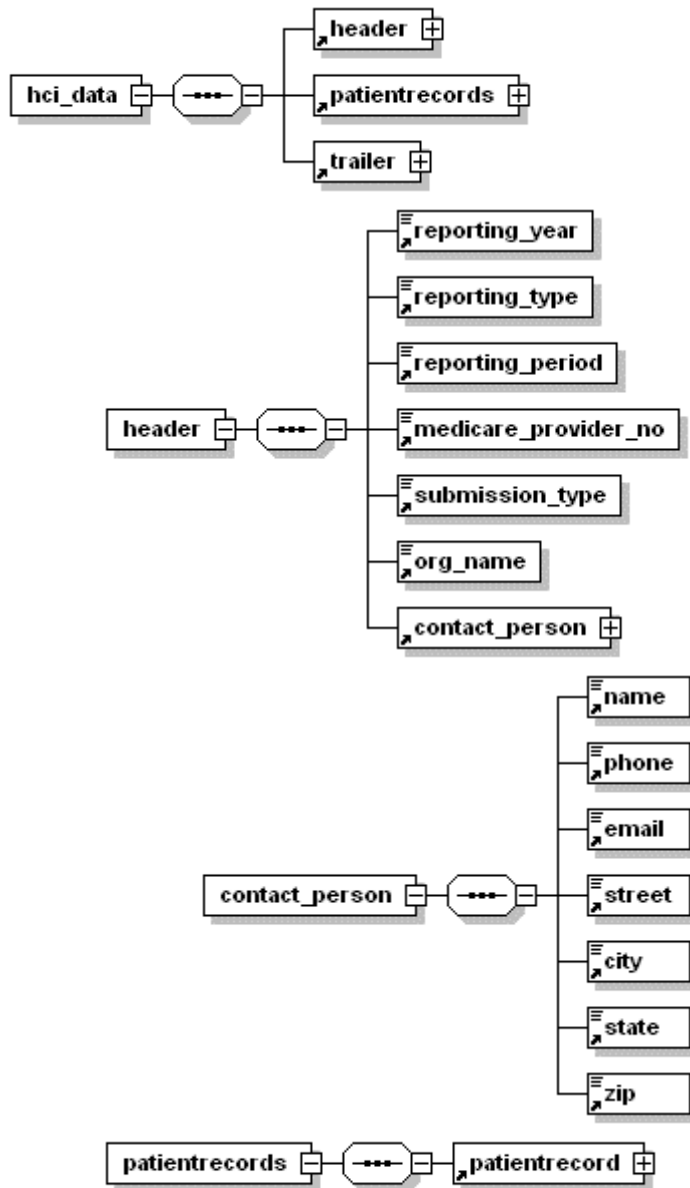 header
hci_data
patientrecords
trailer
reporting_year
reporting_type
reporting_period
header
medicare_provider_no
submission_type
org_name
contact_person
name
phone
email
contact_person
street
city
state
zip
patientrecords
patientrecord